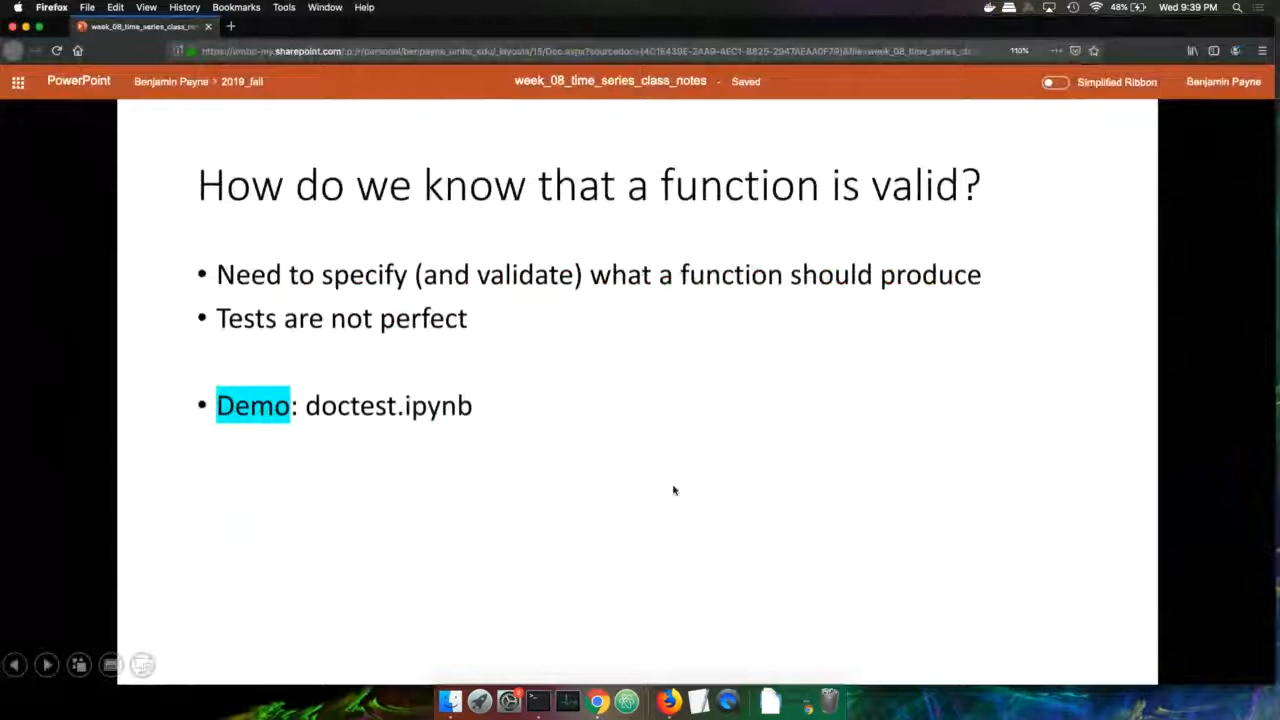 Firefox File Edit View History Bookmarks Tools Window Help 48% Wed 9:39 PM
week_08_time_series_class_no
110%
PowerPoint Benjamin Payne > 2019_fall week_08_time_series_class_notes - Saved Simplified Ribbon Benjamin Payne
How do we know that a function is valid?
• Need to specify (and validate) what a function should produce
• Tests are not perfect
• Demo: doctest.ipynb